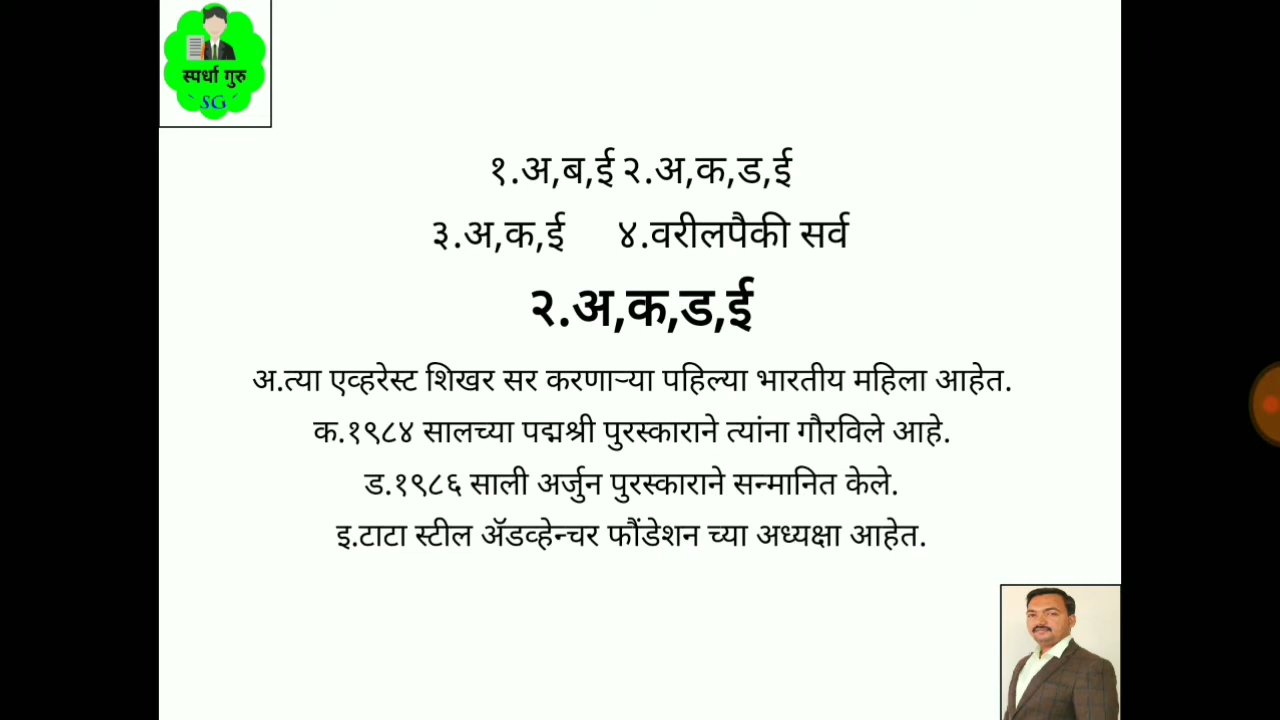 स्पर्धा गुरु
SG
१.अ,ब,ई २.अ,क,ड,ई
३.अ,क,ई ४.वरीलपैकी सर्व
२.अ,क,ड,ई
अ.त्या एव्हरेस्ट शिखर सर करणाऱ्या पहिल्या भारतीय महिला आहेत.
क.१९८४ सालच्या पद्मश्री पुरस्काराने त्यांना गौरविले आहे.
ड.१९८६ साली अर्जुन पुरस्काराने सन्मानित केले.
इ.टाटा स्टील ॲडव्हेन्चर फौंडेशन च्या अध्यक्षा आहेत.